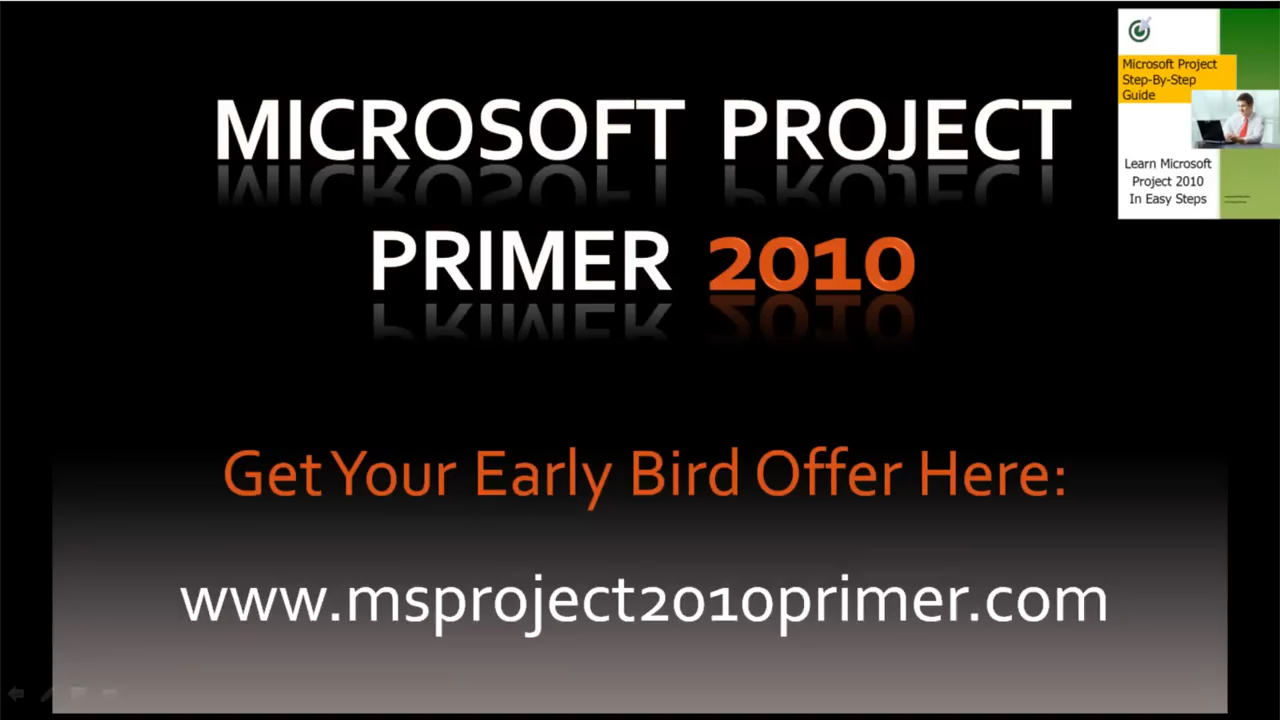 MICROSOFT PROJECT
PRIMER 2010
Microsoft Project
Step-By-Step
Guide
Learn Microsoft
Project 2010
In Easy Steps
Get Your Early Bird Offer Here:
www.msproject2010primer.com